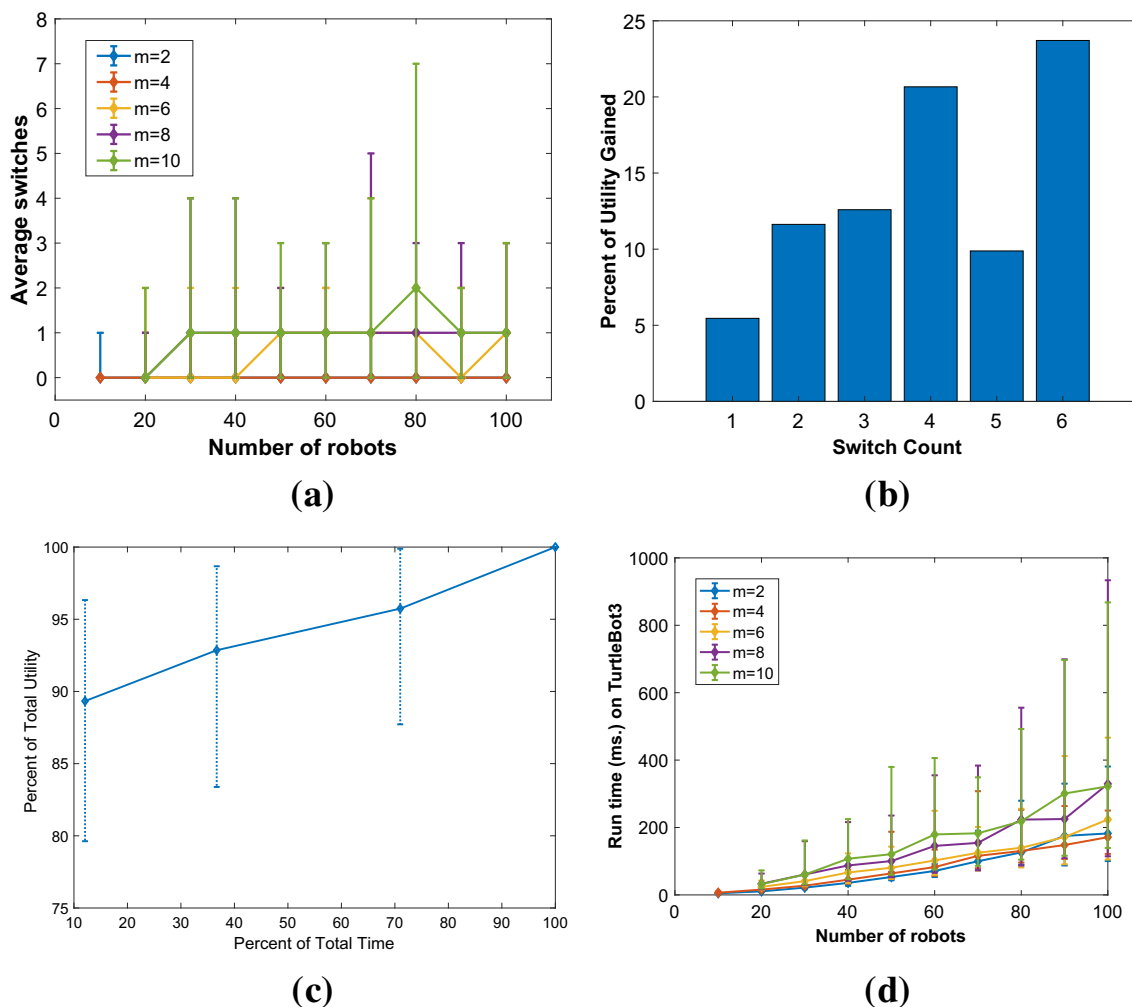 Average switches
8
7
6
5
4
3
2
1
0
m=2
m=4
m=6
m=8
m=10
0 20 40 60 80 100
Number of robots
(a)
Percent of Utility Gained
25
20
15
10
5
0
1 2 3 4 5 6
Switch Count
(b)
Percent of Total Utility
100
95
90
85
80
75
10 20 30 40 50 60 70 80 90 100
Percent of Total Time
(c)
Run time (ms.) on TurtleBot3
1000
800
600
400
200
0
m=2
m=4
m=6
m=8
m=10
0 20 40 60 80 100
Number of robots
(d)